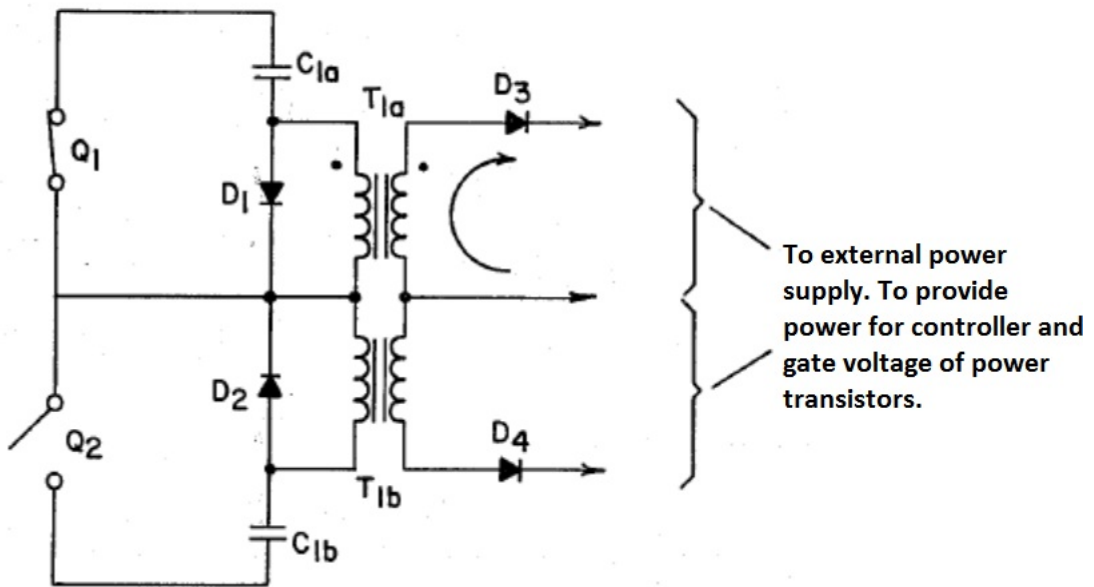 C1a
T1a
D3
Q1
D1
To external power
supply. To provide
power for controller and
gate voltage of power
transistors.
D2
Q2
D4
T1b
C1b